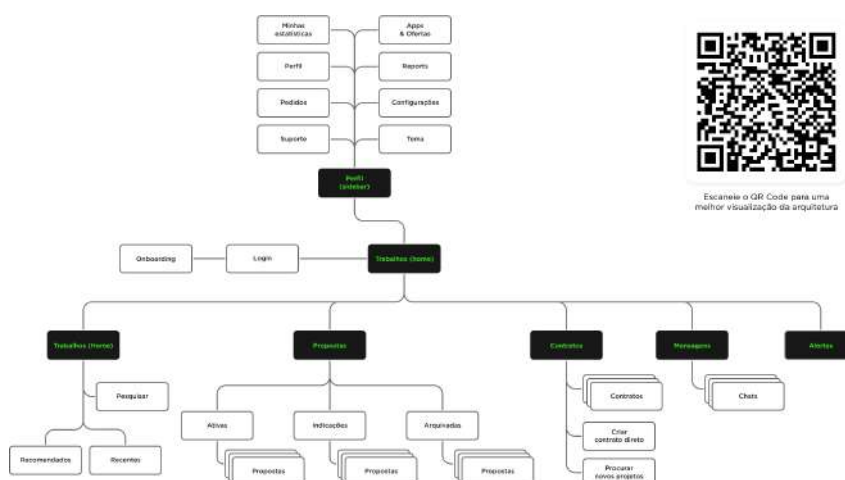 Minhas
estatísticas
Apps
& Ofertas
Perfil
Reports
Pedidos
Configurações
Suporte
Tema
Perfil
(sidebar)
Escaneie o QR Code para uma
melhor visualização da arquitetura
Onboarding
Login
Trabalhos (home)
Trabalhos (Home)
Propostas
Contratos
Mensagens
Alertas
Pesquisar
Contratos
Chats
Ativas
Indicações
Arquivadas
Criar
contrato direto
Recomendados
Recentes
Propostas
Propostas
Propostas
Procurar
novos projetos